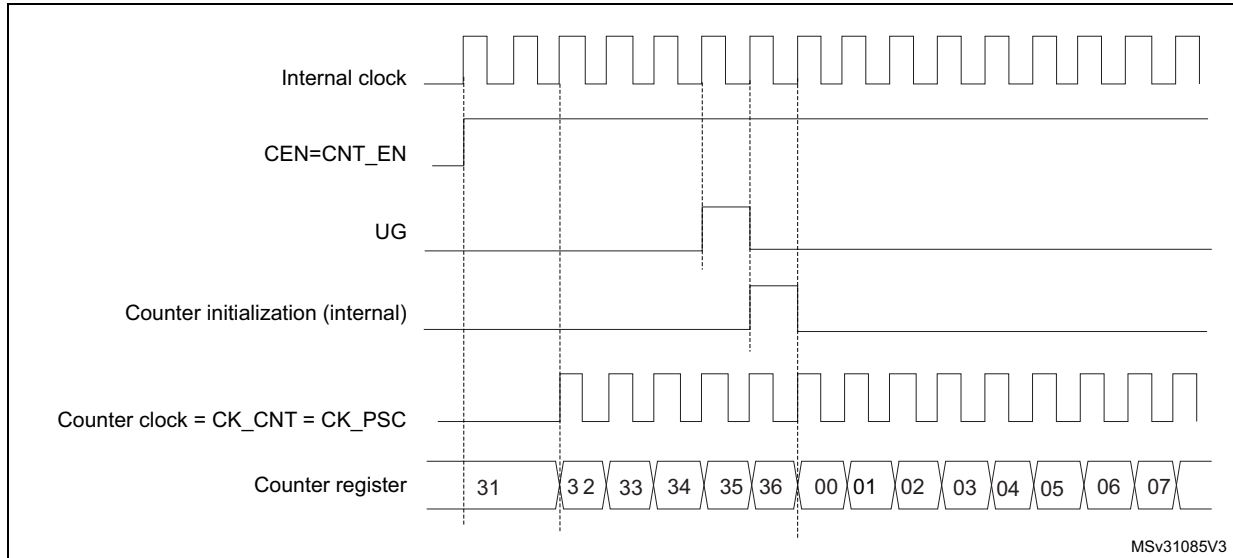 Internal clock
CEN=CNT_EN
UG
Counter initialization (internal)
Counter clock = CK_CNT = CK_PSC
Counter register 31 32 33 34 35 36 00 01 02 03 04 05 06 07
MSv31085V3